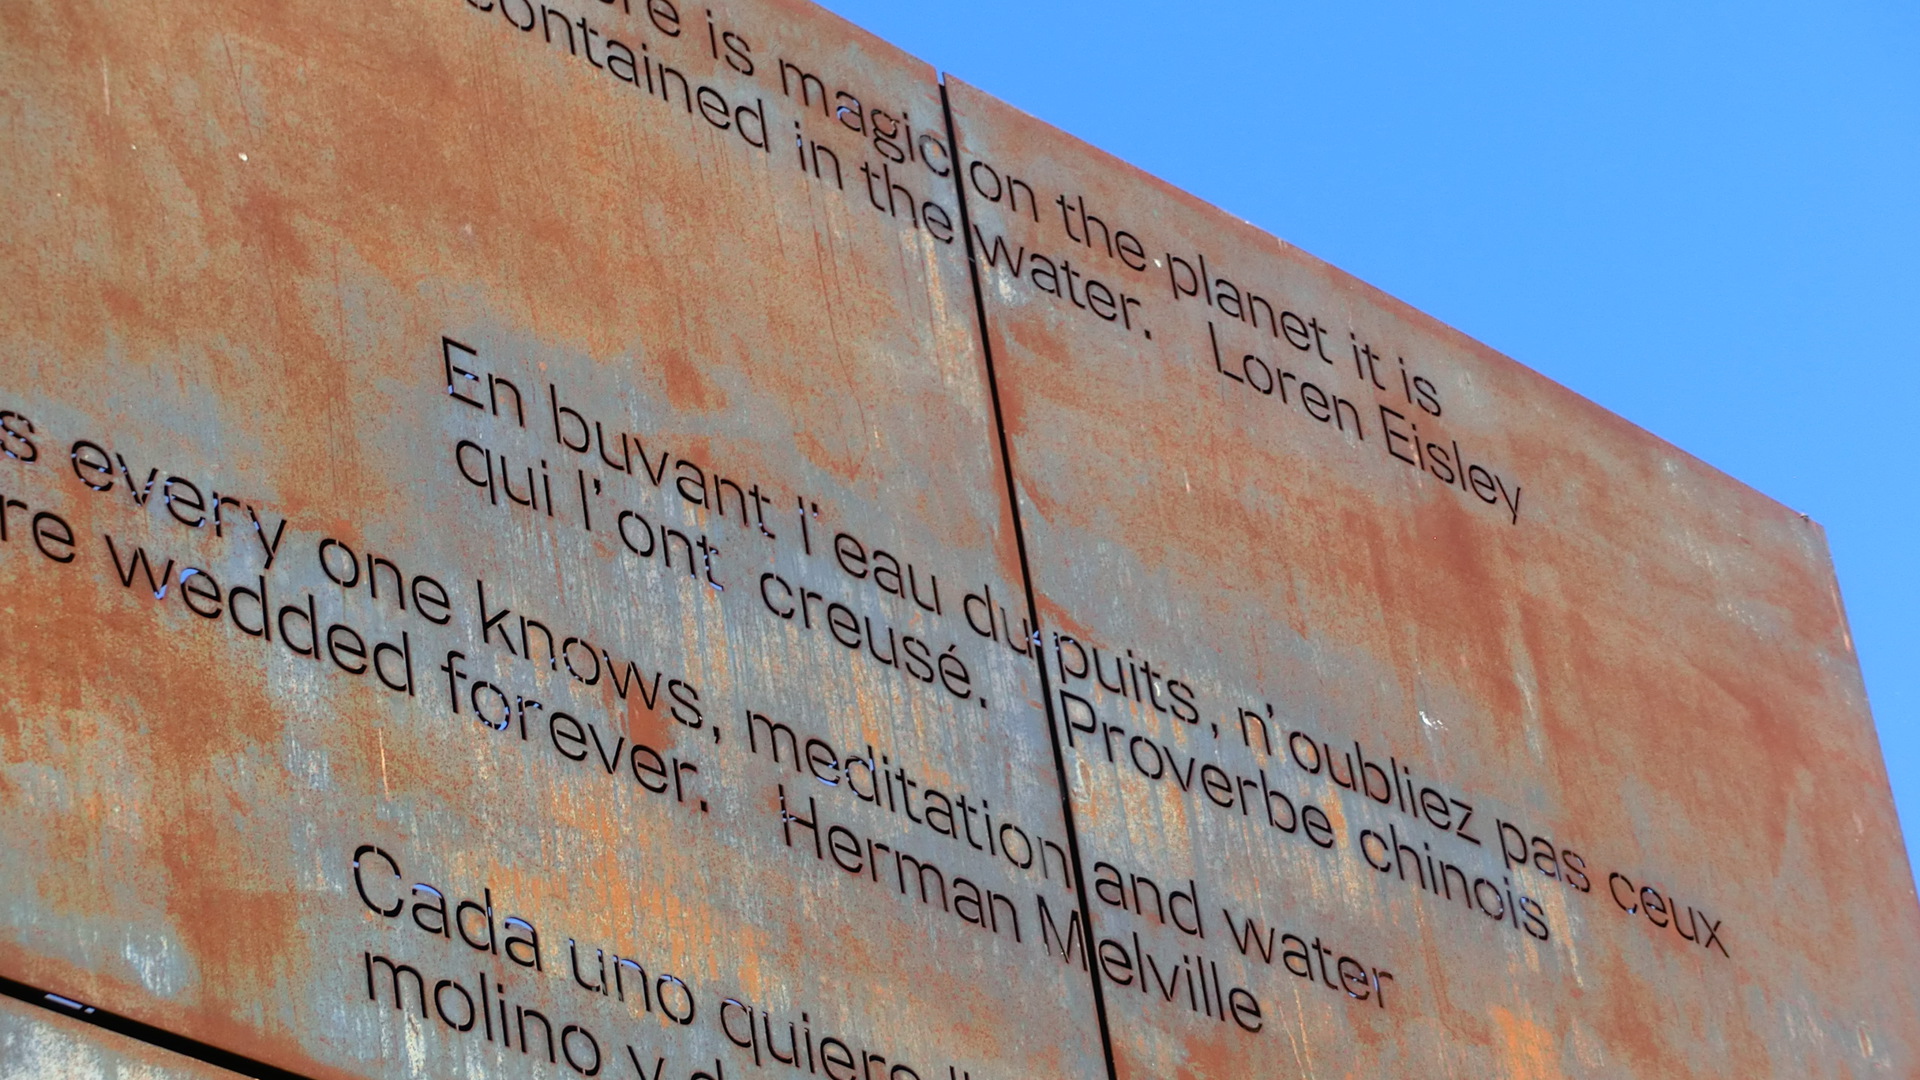 is magic on the planet it is
contained in the water. Loren Eisley
En buvant l'eau du puits, n'oubliez pas ceux
qui l'ont creusé. Proverbe chinois
every one knows, meditation and water
wedded forever. Herman Melville
Cada uno quiere
molino y